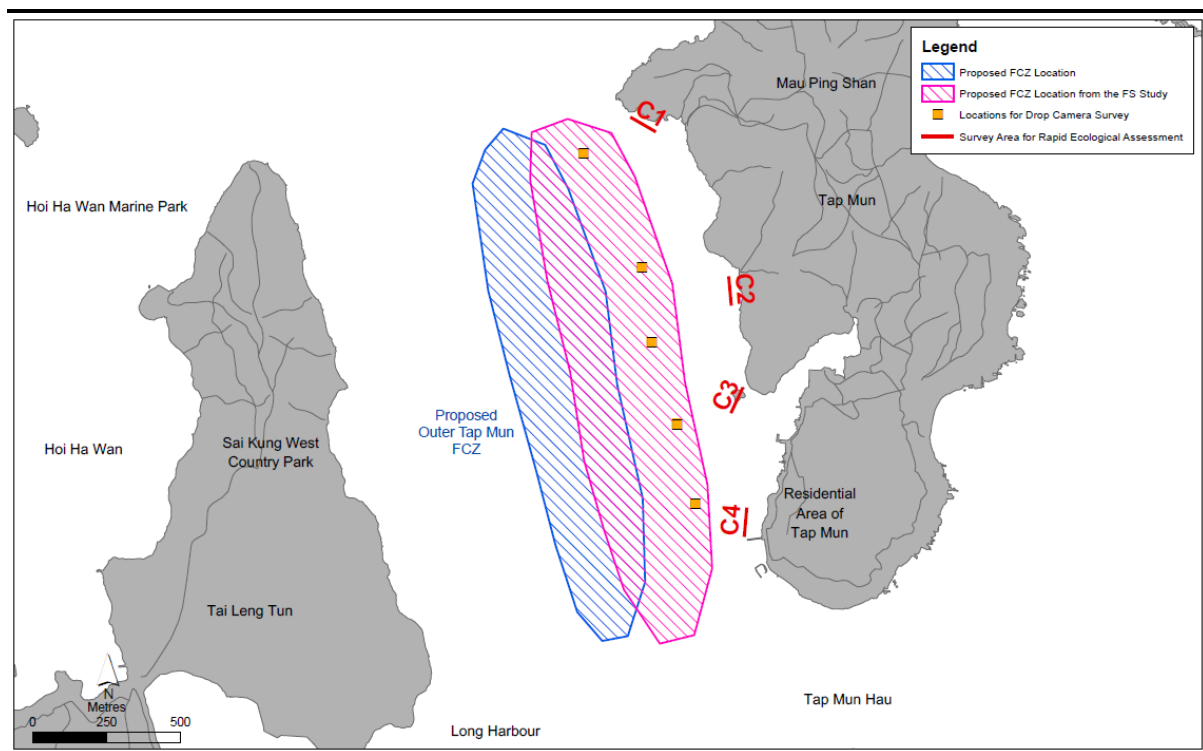 Legend
Proposed FCZ Location
Proposed FCZ Location from the FS Study
Locations for Drop Camera Survey
Survey Area for Rapid Ecological Assessment
Mau Ping Shan
C1
Hoi Ha Wan Marine Park
Tap Mun
C2
C3
Proposed
Outer Tap Mun
FCZ
Hoi Ha Wan
Sai Kung West
Country Park
Residential
Area of
Tap Mun
C4
Tai Leng Tun
N
Metres
0 250 500
Tap Mun Hau
Long Harbour